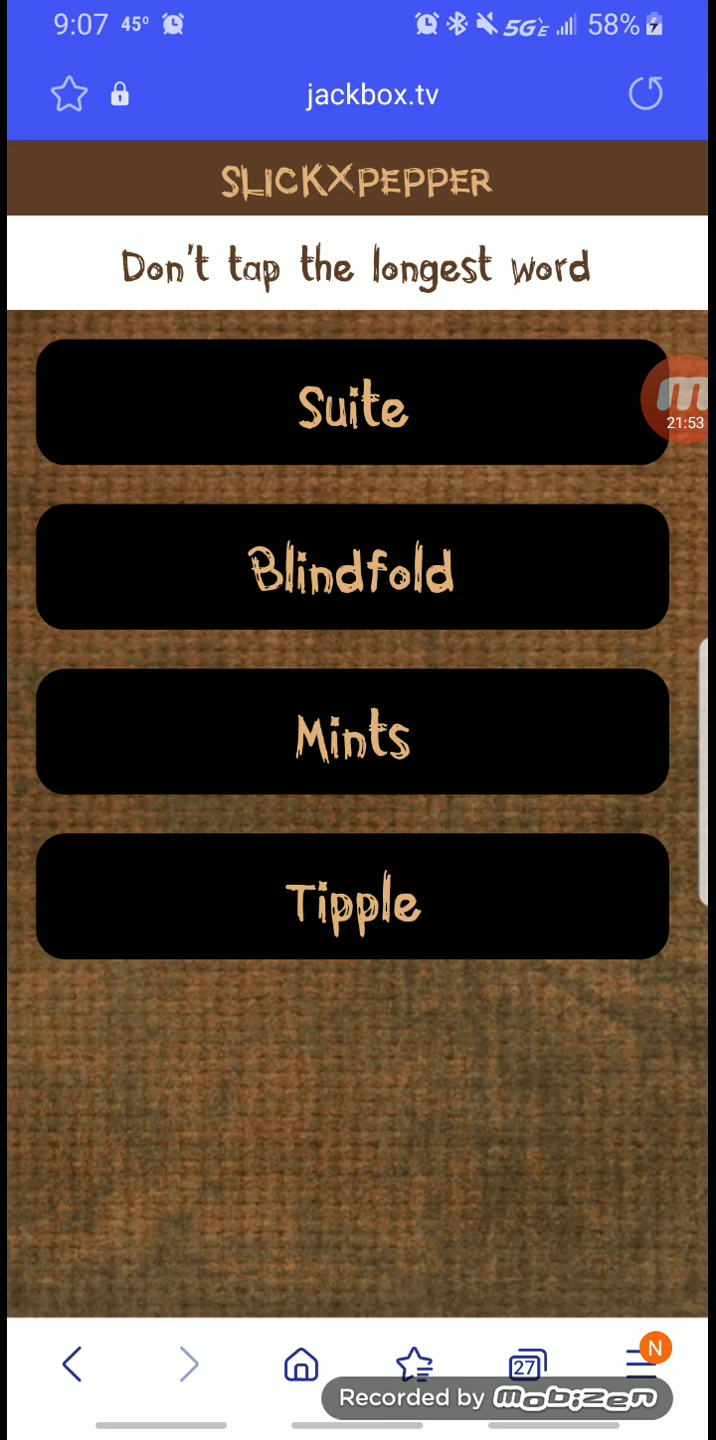 9:07 45° 5GE 58%
jackbox.tv
SLICKXPEPPER
Don't tap the longest word
Suite
21:53
Blindfold
Mints
Tipple
N
27
Recorded by mobizen